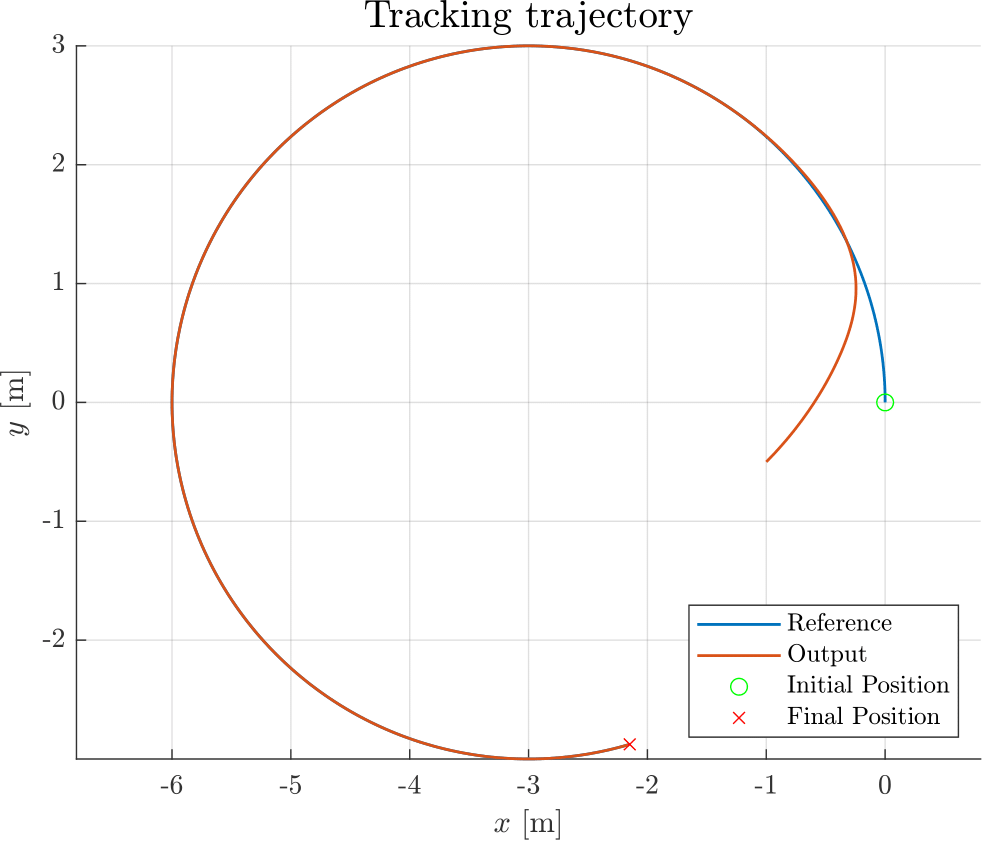 Tracking trajectory
3
2
1
0
-1
-2
y [m]
-6 -5 -4 -3 -2 -1 0
x [m]
Reference
Output
Initial Position
Final Position